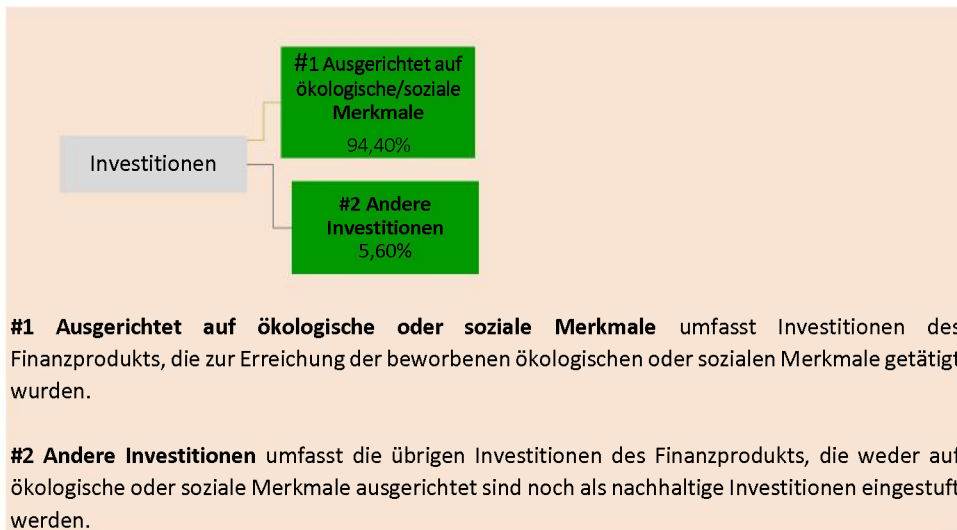 #1 Ausgerichtet auf
ökologische/soziale
Merkmale
94,40%
Investitionen
#2 Andere
Investitionen
5,60%
#1 Ausgerichtet auf ökologische oder soziale Merkmale umfasst Investitionen des
Finanzprodukts, die zur Erreichung der beworbenen ökologischen oder sozialen Merkmale getätigt
wurden.
#2 Andere Investitionen umfasst die übrigen Investitionen des Finanzprodukts, die weder auf
ökologische oder soziale Merkmale ausgerichtet sind noch als nachhaltige Investitionen eingestuft
werden.